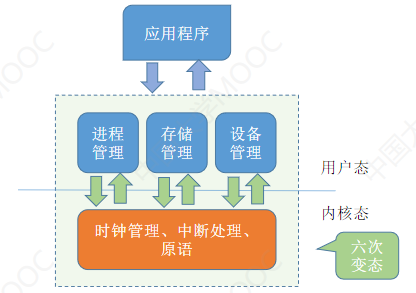 应用程序
进程
管理
存储
管理
设备
管理
用户态
内核态
时钟管理、中断处理、
原语
六次
变态